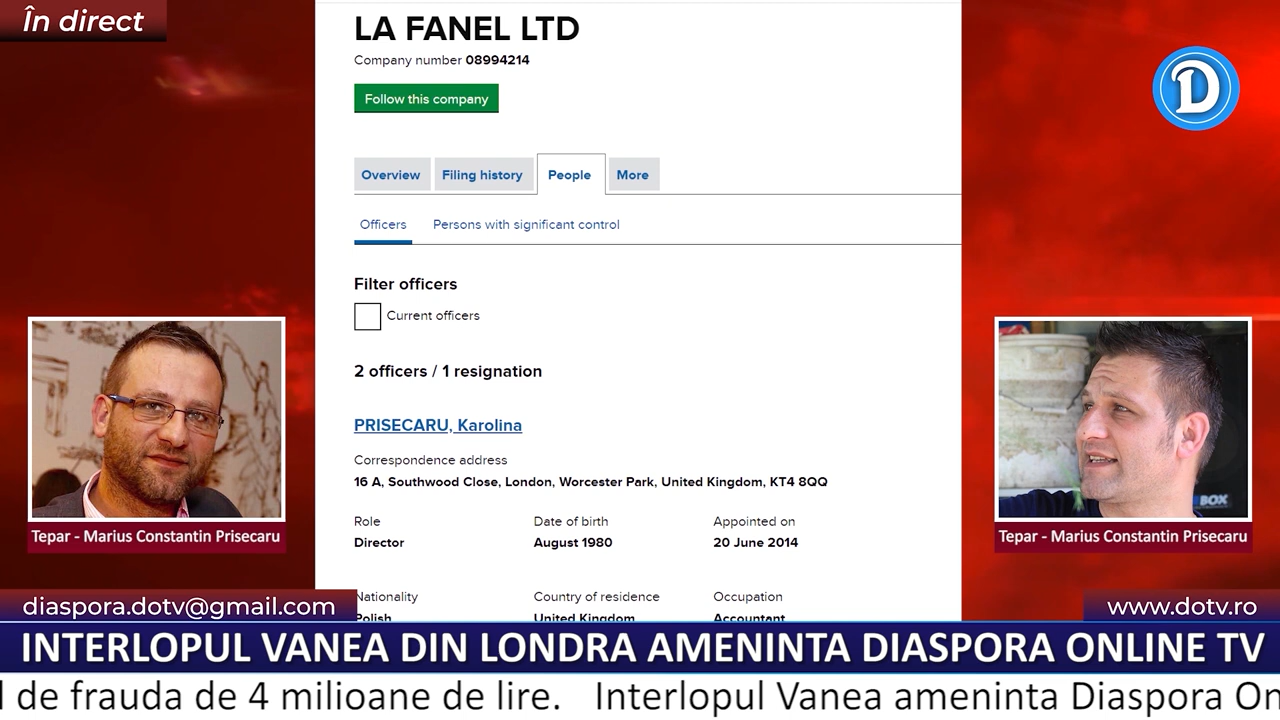 În direct
LA FANEL LTD
Company number 08994214
Follow this company
D
Overview Filing history People More
Officers Persons with significant control
Filter officers
Current officers
2 officers / 1 resignation
PRISECARU, Karolina
Correspondence address
16 A, Southwood Close, London, Worcester Park, United Kingdom, KT4 8QQ
Role Date of birth Appointed on
Director August 1980 20 June 2014
BOX
Tepar - Marius Constantin Prisecaru
Tepar - Marius Constantin Prisecaru
Nationality Country of residence Occupation
Polish United Kingdom Accountant
diaspora.dotv@gmail.com
www.dotv.ro
INTERLOPUL VANEA DIN LONDRA AMENINTA DIASPORA ONLINE TV
de frauda de 4 milioane de lire. Interlopul Vanea ameninta Diaspora On